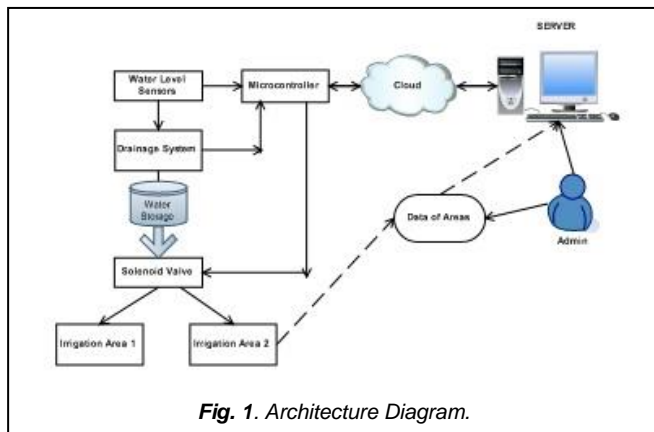 SERVER
Water Level
Sensors
Microcontroller
Cloud
Drainage System
Water
Storage
Data of Areas
Admin
Solenoid Valve
Irrigation Area 1
Irrigation Area 2
Fig. 1. Architecture Diagram.